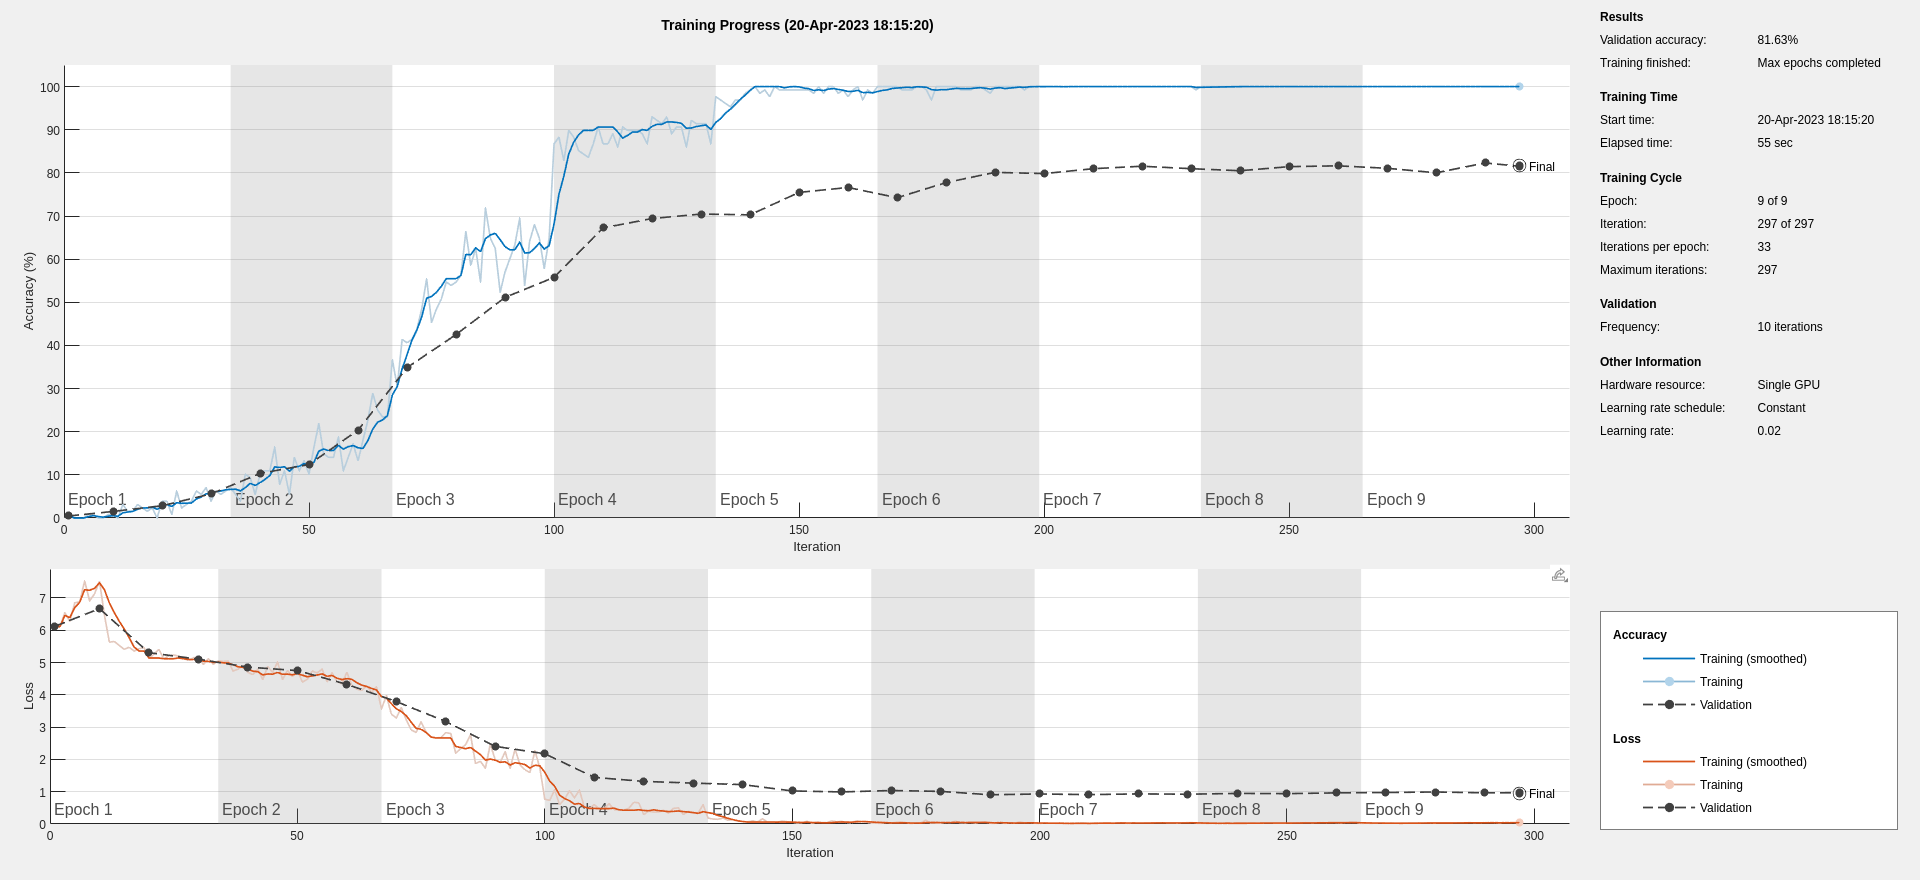 Training Progress (20-Apr-2023 18:15:20)
100
90
80
70
60
50
40
30
20
10
0
Accuracy (%)
Final
Epoch 1 Epoch 2 Epoch 3 Epoch 4 Epoch 5 Epoch 6 Epoch 7 Epoch 8 Epoch 9
0 50 100 150 200 250 300
Iteration
7
6
5
4
3
2
1
0
Loss
Final
Epoch 1 Epoch 2 Epoch 3 Epoch 4 Epoch 5 Epoch 6 Epoch 7 Epoch 8 Epoch 9
0 50 100 150 200 250 300
Iteration
Results
Validation accuracy: 81.63%
Training finished: Max epochs completed
Training Time
Start time: 20-Apr-2023 18:15:20
Elapsed time: 55 sec
Training Cycle
Epoch: 9 of 9
Iteration: 297 of 297
Iterations per epoch: 33
Maximum iterations: 297
Validation
Frequency: 10 iterations
Other Information
Hardware resource: Single GPU
Learning rate schedule: Constant
Learning rate: 0.02
Accuracy
Training (smoothed)
Training
Validation
Loss
Training (smoothed)
Training
Validation